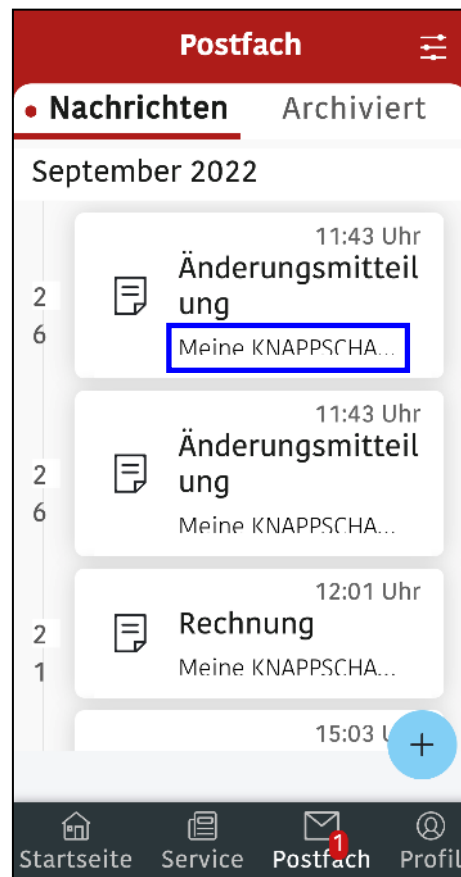 Postfach
Nachrichten Archiviert
September 2022
11:43 Uhr
Änderungsmitteil
ung
Meine KNAPPSCHA...
2
6
11:43 Uhr
Änderungsmitteil
ung
Meine KNAPPSCHA...
2
6
12:01 Uhr
Rechnung
Meine KNAPPSCHA...
2
1
15:03
+
1
Startseite Service Postfach Profil